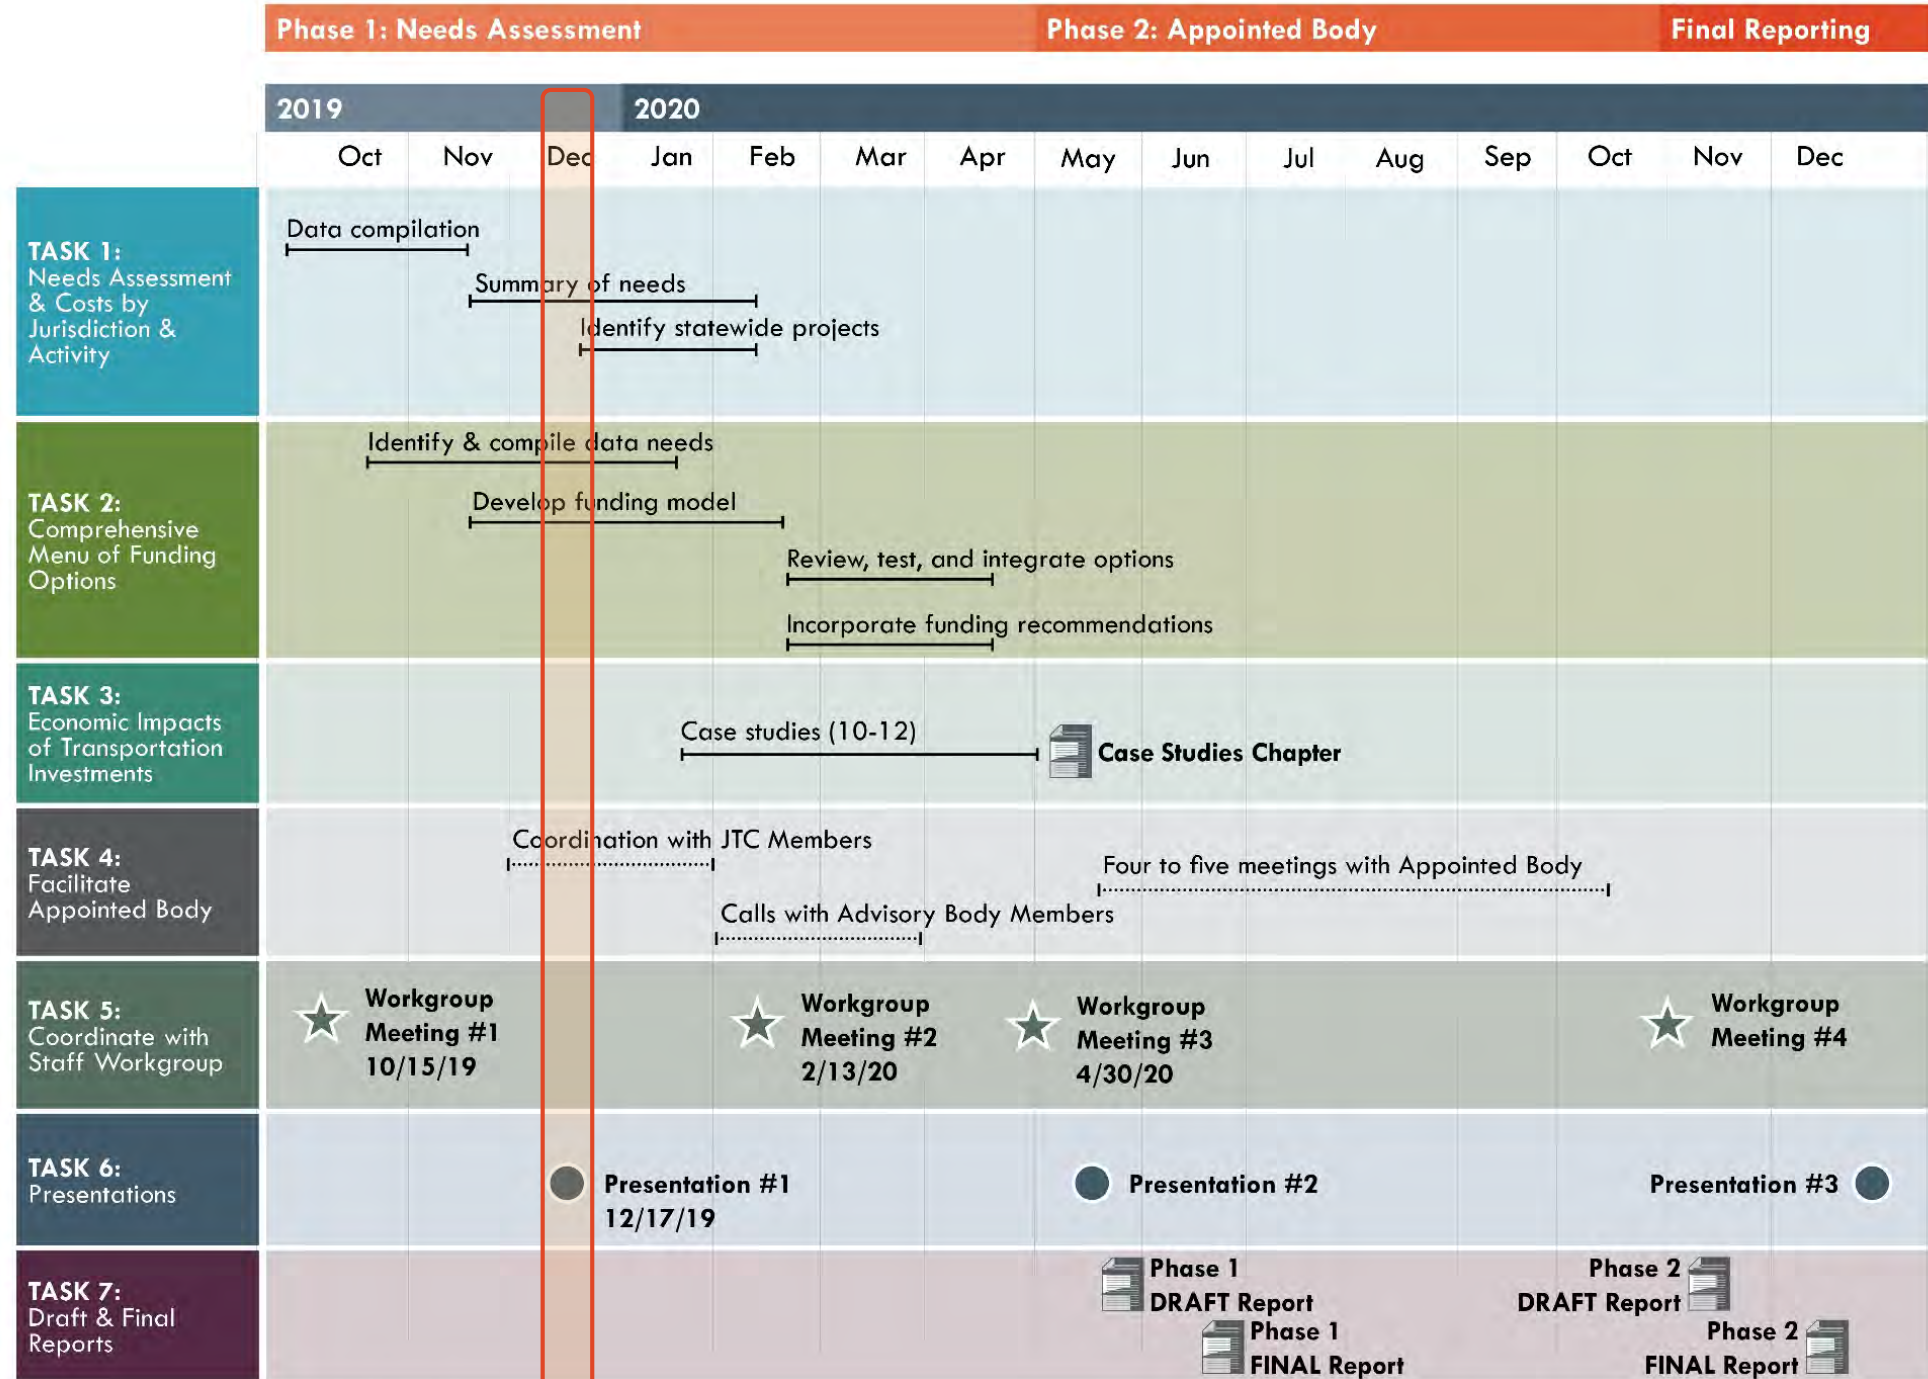 Phase 1: Needs Assessment
Phase 2: Appointed Body
Final Reporting
2019
2020
Oct
Nov
Dec
Jan
Feb
Mar
Apr
May
Jun
Jul
Aug
Sep
Oct
Nov
Dec
TASK 1:
Needs Assessment
& Costs by
Jurisdiction &
Activity
Data compilation
Summary of needs
Identify statewide projects
TASK 2:
Comprehensive
Menu of Funding
Options
Identify & compile data needs
Develop funding model
Review, test, and integrate options
Incorporate funding recommendations
TASK 3:
Economic Impacts
of Transportation
Investments
Case studies (10-12)
Case Studies Chapter
TASK 4:
Facilitate
Appointed Body
Coordination with JTC Members
Four to five meetings with Appointed Body
Calls with Advisory Body Members
TASK 5:
Coordinate with
Staff Workgroup
Workgroup
Meeting #1
10/15/19
Workgroup
Meeting #2
2/13/20
Workgroup
Meeting #3
4/30/20
Workgroup
Meeting #4
TASK 6:
Presentations
Presentation #1
12/17/19
Presentation #2
Presentation #3
TASK 7:
Draft & Final
Reports
Phase 1
DRAFT Report
Phase 1
FINAL Report
Phase 2
DRAFT Report
Phase 2
FINAL Report